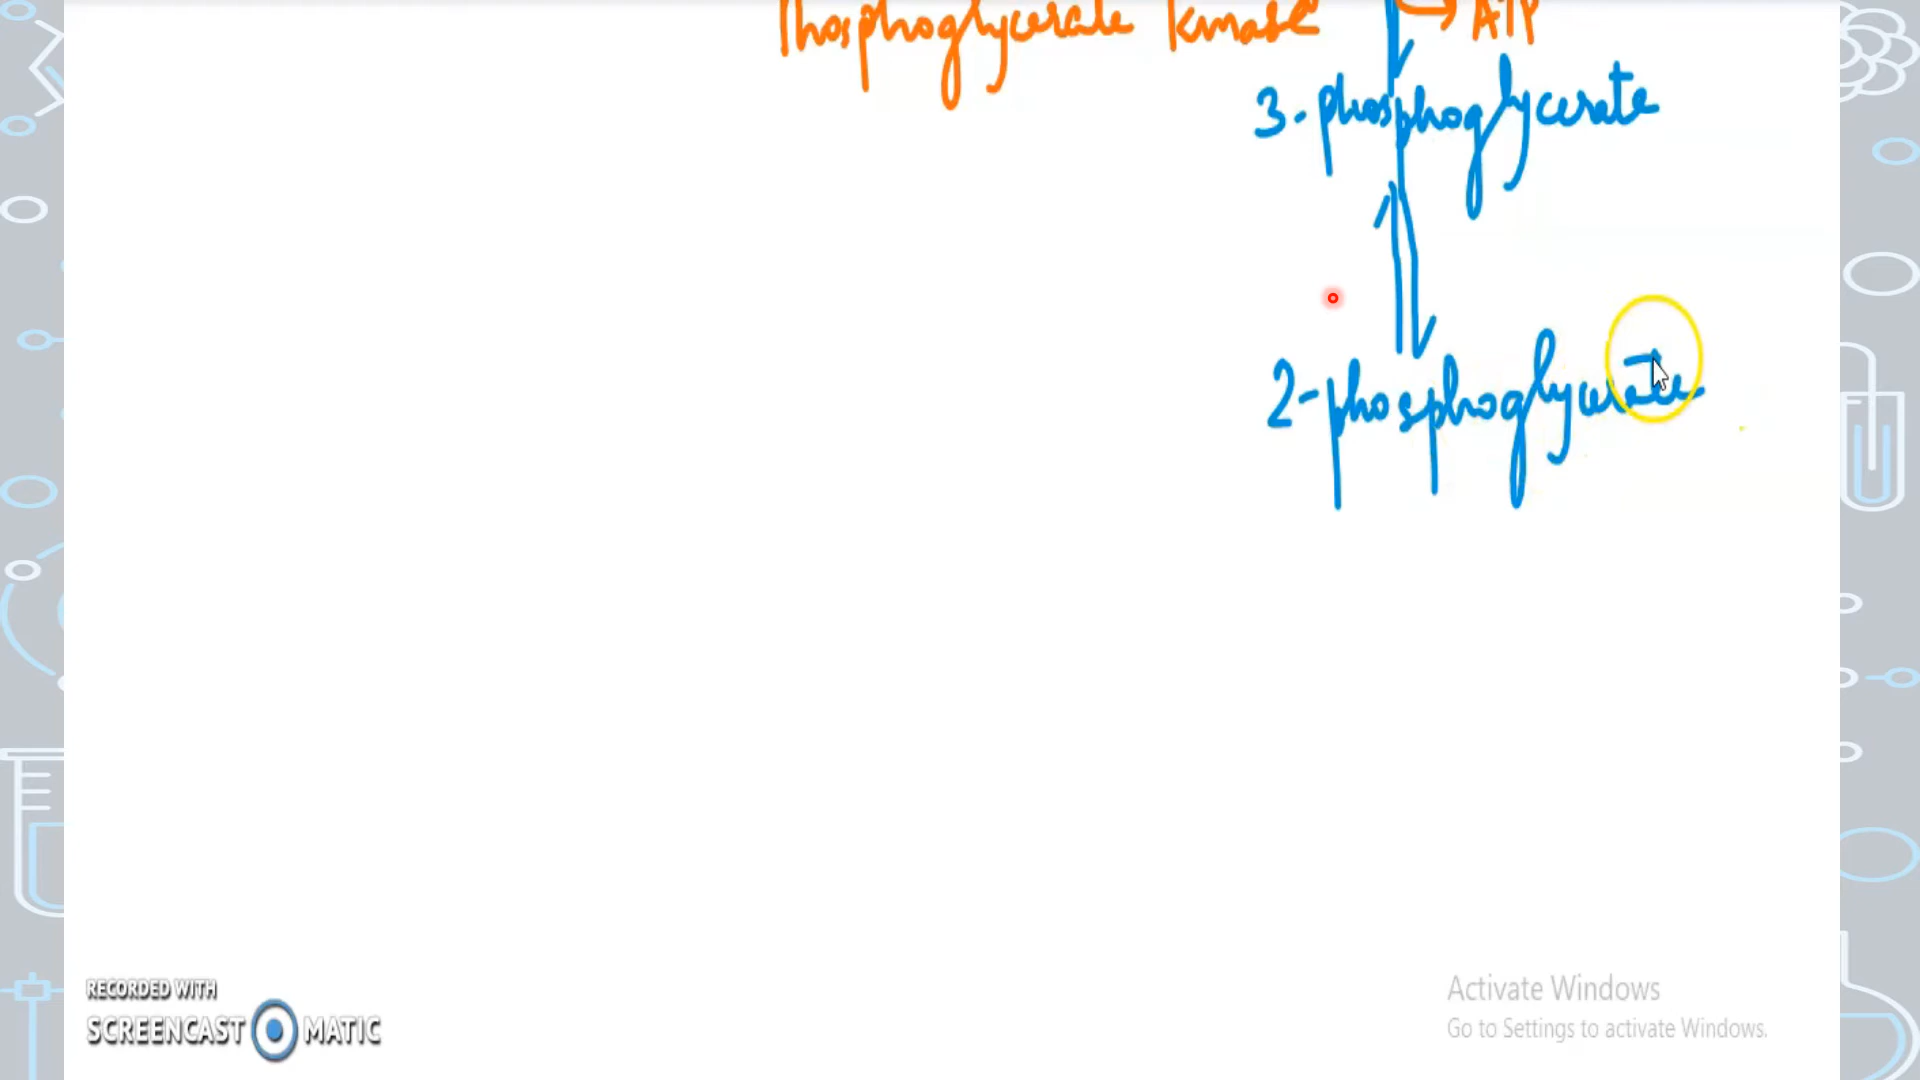 Phosphoglycerate kinase
ATP
3-phosphoglycerate
2-phosphoglycerate
RECORDED WITH
SCREENCAST MATIC
Activate Windows
Go to Settings to activate Windows.